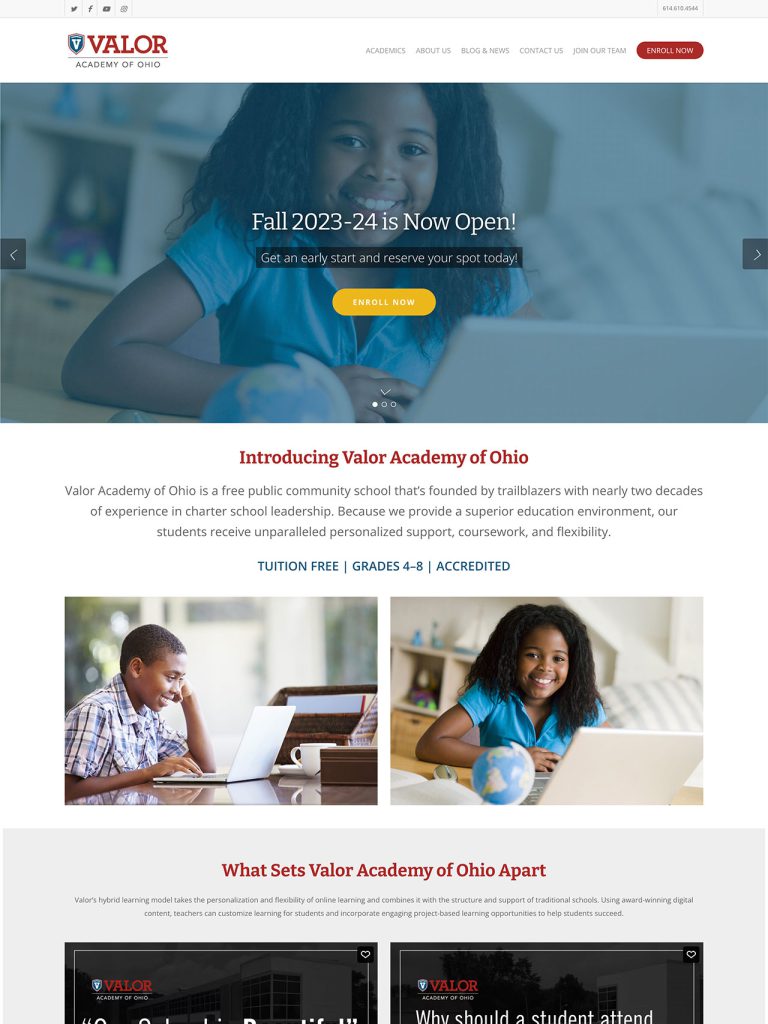 614.610.4544
VALOR
ACADEMY OF OHIO
ACADEMICS ABOUT US BLOG & NEWS CONTACT US JOIN OUR TEAM ENROLL NOW
Fall 2023-24 is Now Open!
Get an early start and reserve your spot today!
ENROLL NOW
Introducing Valor Academy of Ohio
Valor Academy of Ohio is a free public community school that's founded by trailblazers with nearly two decades
of experience in charter school leadership. Because we provide a superior education environment, our
students receive unparalleled personalized support, coursework, and flexibility.
TUITION FREE | GRADES 4–8 | ACCREDITED
What Sets Valor Academy of Ohio Apart
Valor's hybrid learning model takes the personalization and flexibility of online learning and combines it with the structure and support of traditional schools. Using award-winning digital
content, teachers can customize learning for students and incorporate engaging project-based learning opportunities to help students succeed.
VALOR
ACADEMY OF OHIO
"Our School is Beautiful"
VALOR
ACADEMY OF OHIO
Why should a student attend